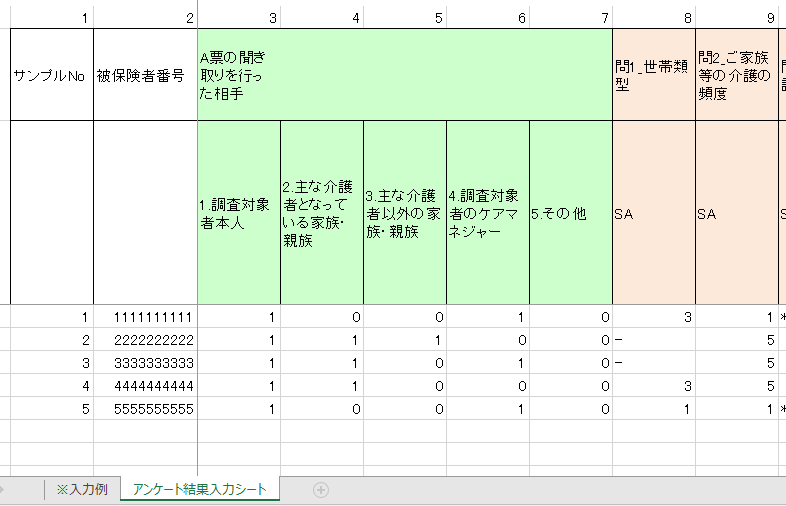 1 2 3 4 5 6 7 8 9
サンプルNo 被保険者番号 A票の聞き
取りを行っ
た相手 問1_世帯類
型 問2_ご家族
等の介護の
頻度 問
1.調査対象
者本人 2.主な介護
者となって
いる家族・
親族 3.主な介護
者以外の家
族・親族 4.調査対象
者のケアマ
ネジャー 5.その他 SA SA S
1 1111111111 1 0 0 1 0 3 1 *
2 2222222222 1 1 1 0 0 - 5
3 3333333333 1 1 0 1 0 - 5
4 4444444444 1 1 0 0 0 3 5
5 5555555555 1 0 0 1 0 1 1 *
※入力例 アンケート結果入力シート